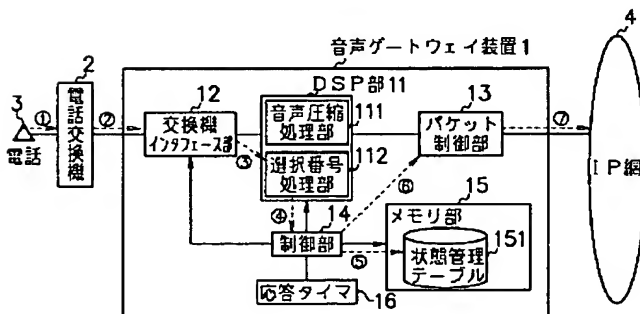 4
音声ゲートウェイ装置1
2
DSP部11
3
①
電話
電話交換機
②
12
交換機
インタフェース部
③
音声圧縮
処理部
111
選択番号
処理部
112
13
パケット
制御部
⑦
IP網
④
⑥
14
制御部
⑤
15
メモリ部
151
状態管理
テーブル
応答タイマ
16